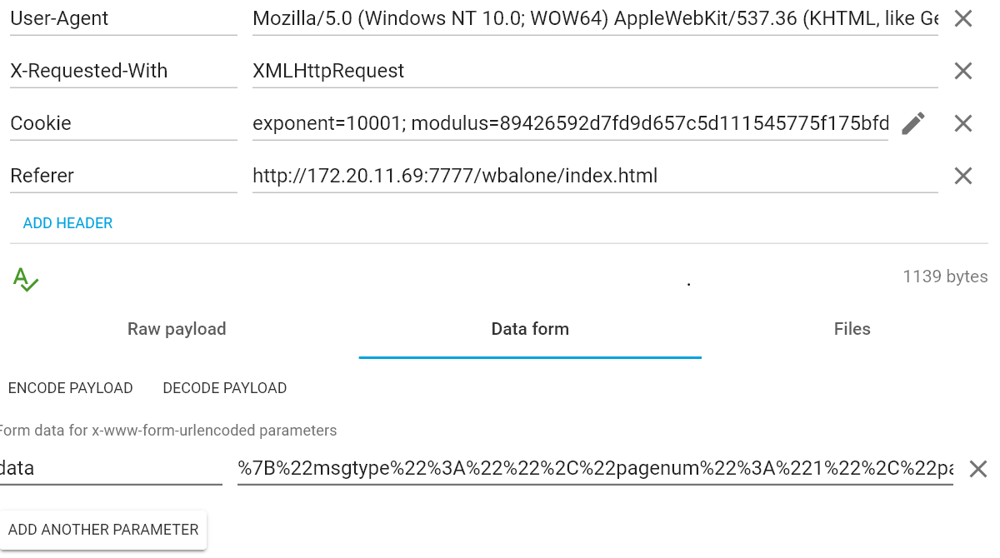 User-Agent Mozilla/5.0 (Windows NT 10.0; WOW64) AppleWebKit/537.36 (KHTML, like Ge
X-Requested-With XMLHttpRequest
Cookie exponent=10001; modulus=89426592d7fd9d657c5d111545775f175bfd
Referer http://172.20.11.69:7777/wbalone/index.html
ADD HEADER
1139 bytes
Raw payload Data form Files
ENCODE PAYLOAD DECODE PAYLOAD
Form data for x-www-form-urlencoded parameters
data %7B%22msgtype%22%3A%22%22%2C%22pagenum%22%3A%221%22%2C%22pa
ADD ANOTHER PARAMETER